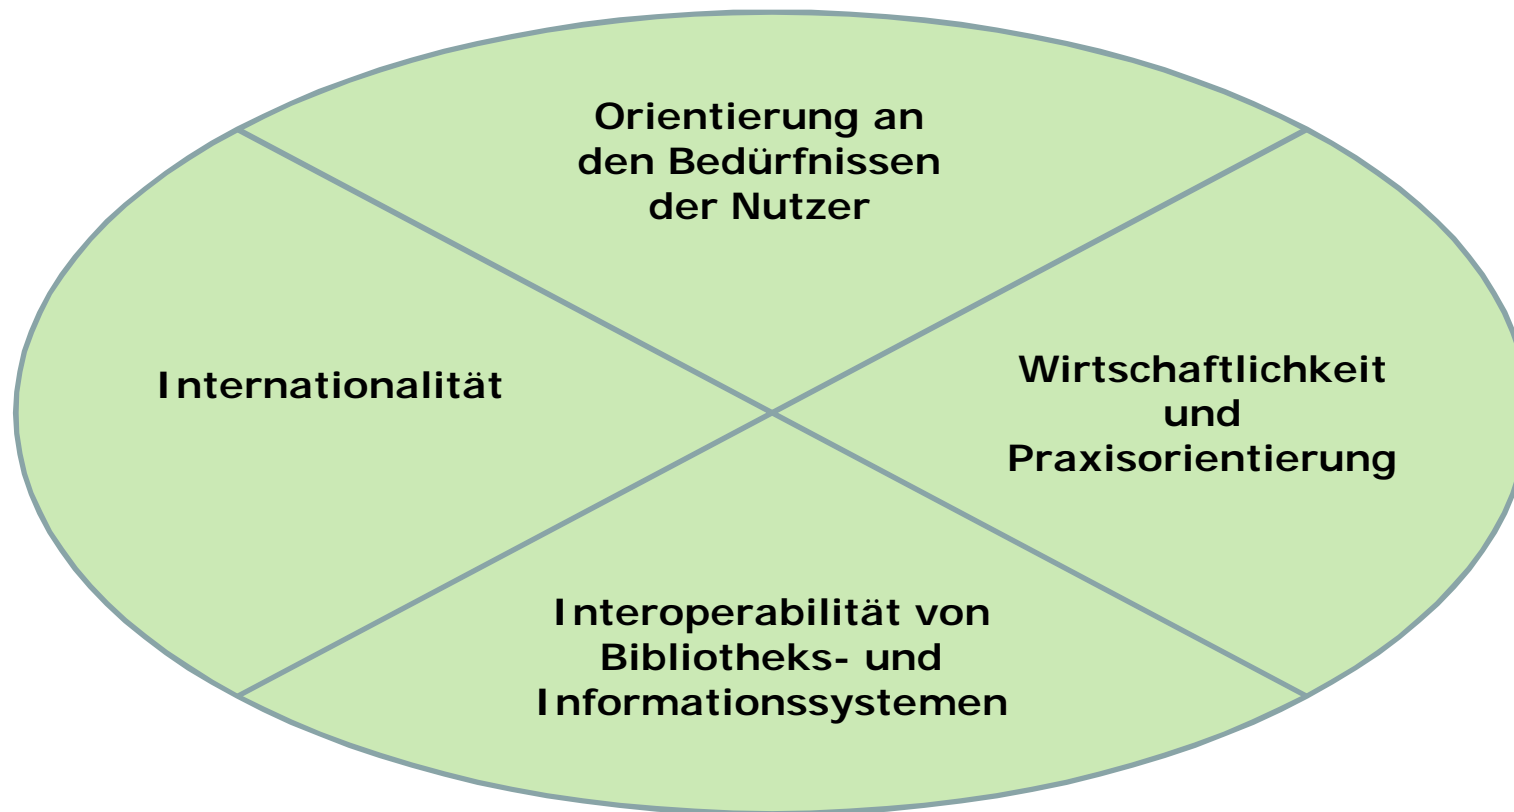 Orientierung an
den Bedürfnissen
der Nutzer
Internationalität
Wirtschaftlichkeit
und
Praxisorientierung
Interoperabilität von
Bibliotheks- und
Informationssystemen